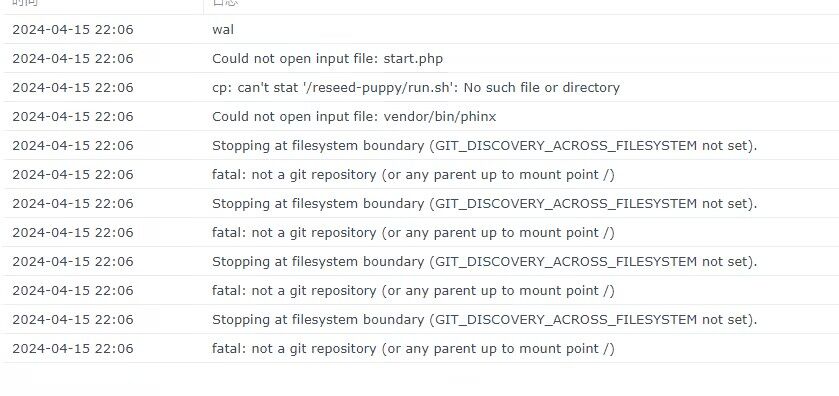 时间 日志
2024-04-15 22:06 wal
2024-04-15 22:06 Could not open input file: start.php
2024-04-15 22:06 cp: can't stat '/reseed-puppy/run.sh': No such file or directory
2024-04-15 22:06 Could not open input file: vendor/bin/phinx
2024-04-15 22:06 Stopping at filesystem boundary (GIT_DISCOVERY_ACROSS_FILESYSTEM not set).
2024-04-15 22:06 fatal: not a git repository (or any parent up to mount point /)
2024-04-15 22:06 Stopping at filesystem boundary (GIT_DISCOVERY_ACROSS_FILESYSTEM not set).
2024-04-15 22:06 fatal: not a git repository (or any parent up to mount point /)
2024-04-15 22:06 Stopping at filesystem boundary (GIT_DISCOVERY_ACROSS_FILESYSTEM not set).
2024-04-15 22:06 fatal: not a git repository (or any parent up to mount point /)
2024-04-15 22:06 Stopping at filesystem boundary (GIT_DISCOVERY_ACROSS_FILESYSTEM not set).
2024-04-15 22:06 fatal: not a git repository (or any parent up to mount point /)